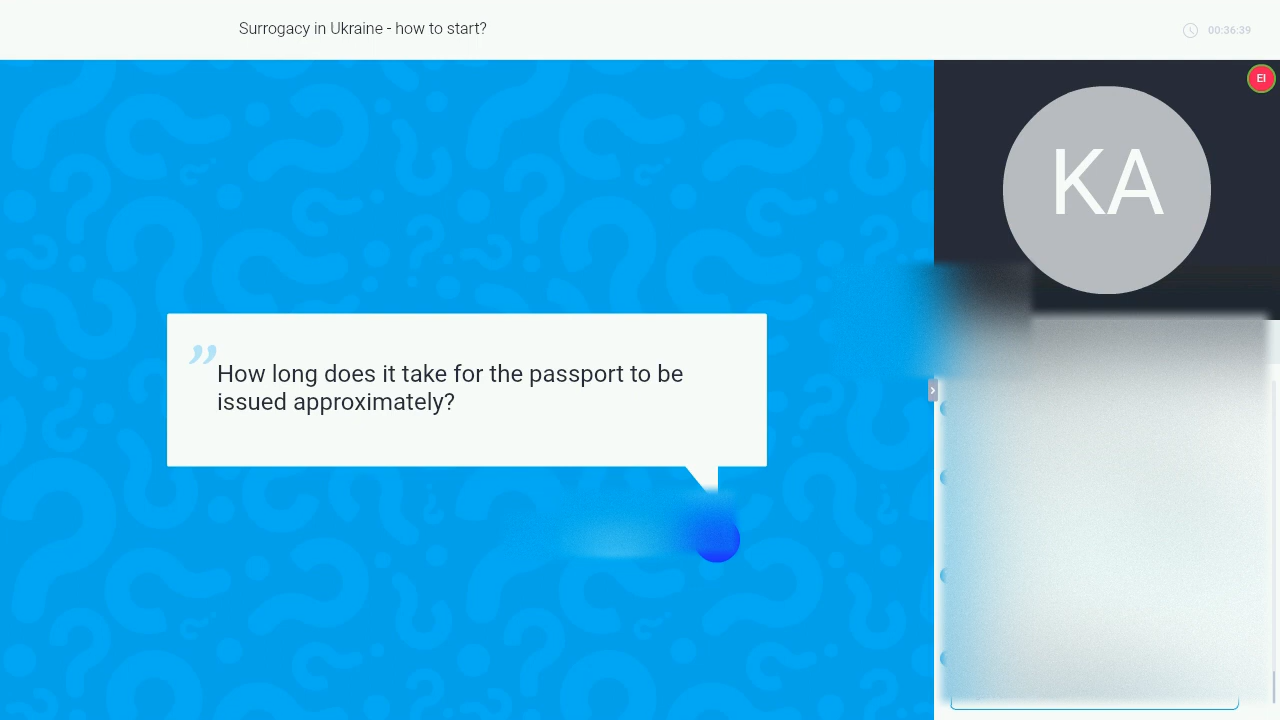 Surrogacy in Ukraine - how to start?
00:36:39
EI
KA
” How long does it take for the passport to be
issued approximately?